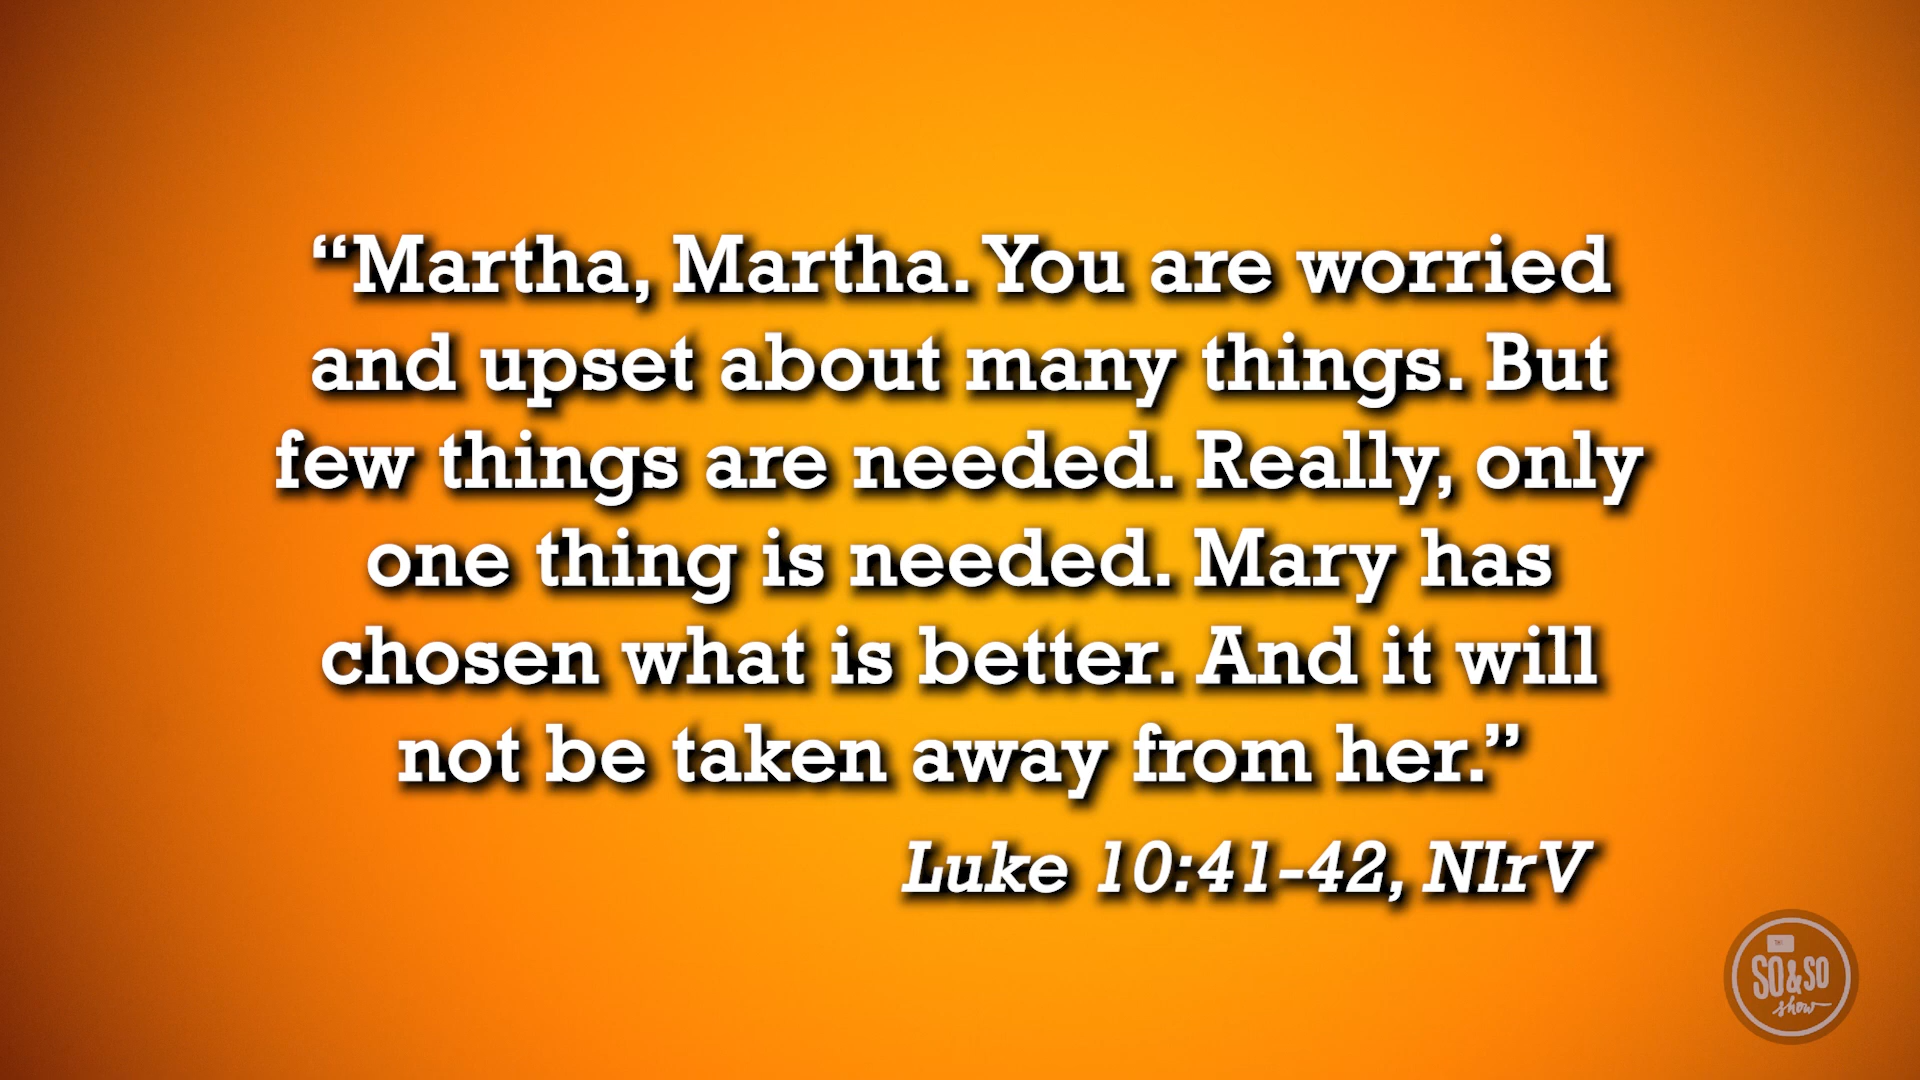 “Martha, Martha. You are worried
and upset about many things. But
few things are needed. Really, only
one thing is needed. Mary has
chosen what is better. And it will
not be taken away from her.”
Luke 10:41-42, NIrV
SO&SO
show